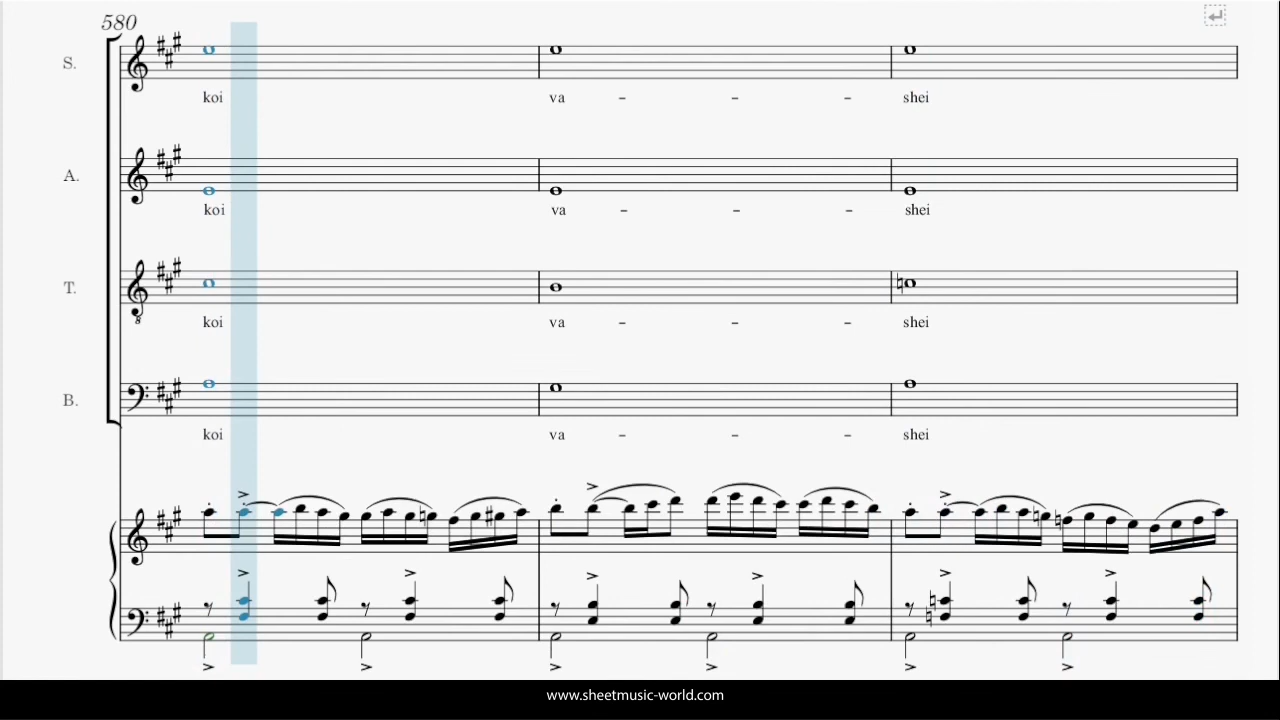 580
S.
koi va - - - shei
A.
koi va - - - shei
T.
koi va - - - shei
B.
koi va - - - shei
www.sheetmusic-world.com